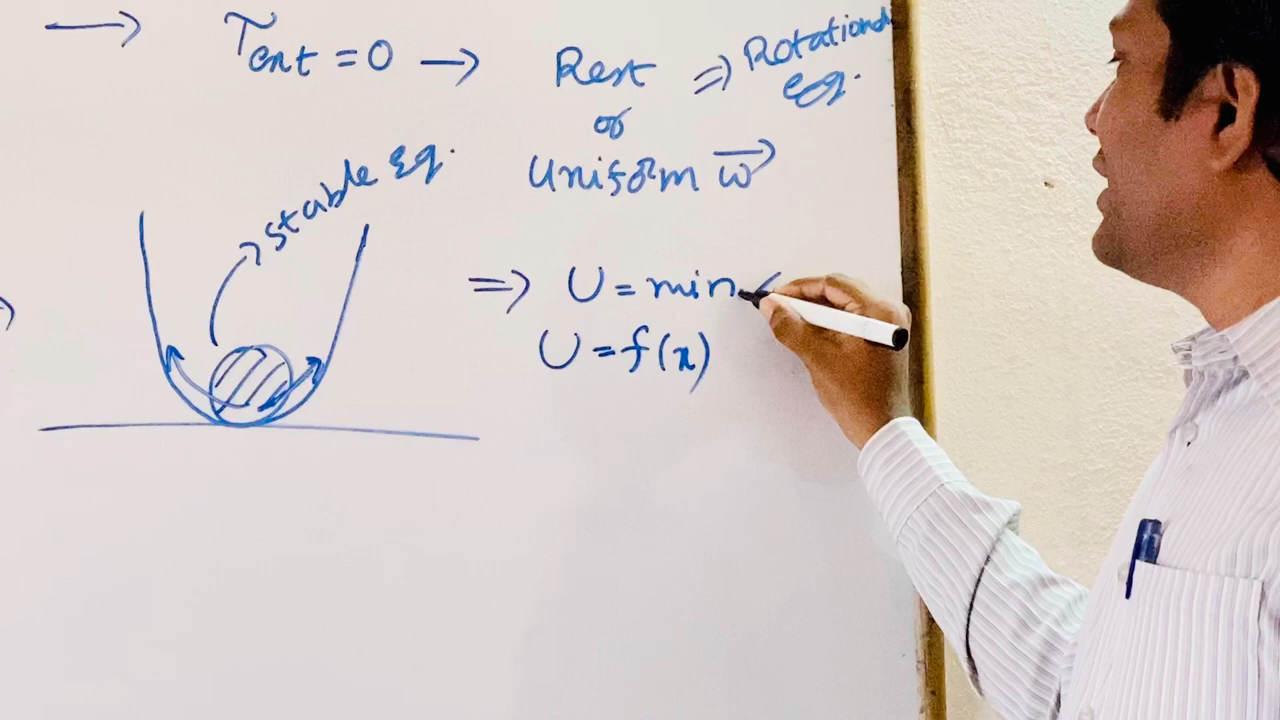 → τext = 0 → Rest ⇒ Rotational Eq.
or
Uniform ω⃗
stable Eq.
⇒ U = min
U = f(x)